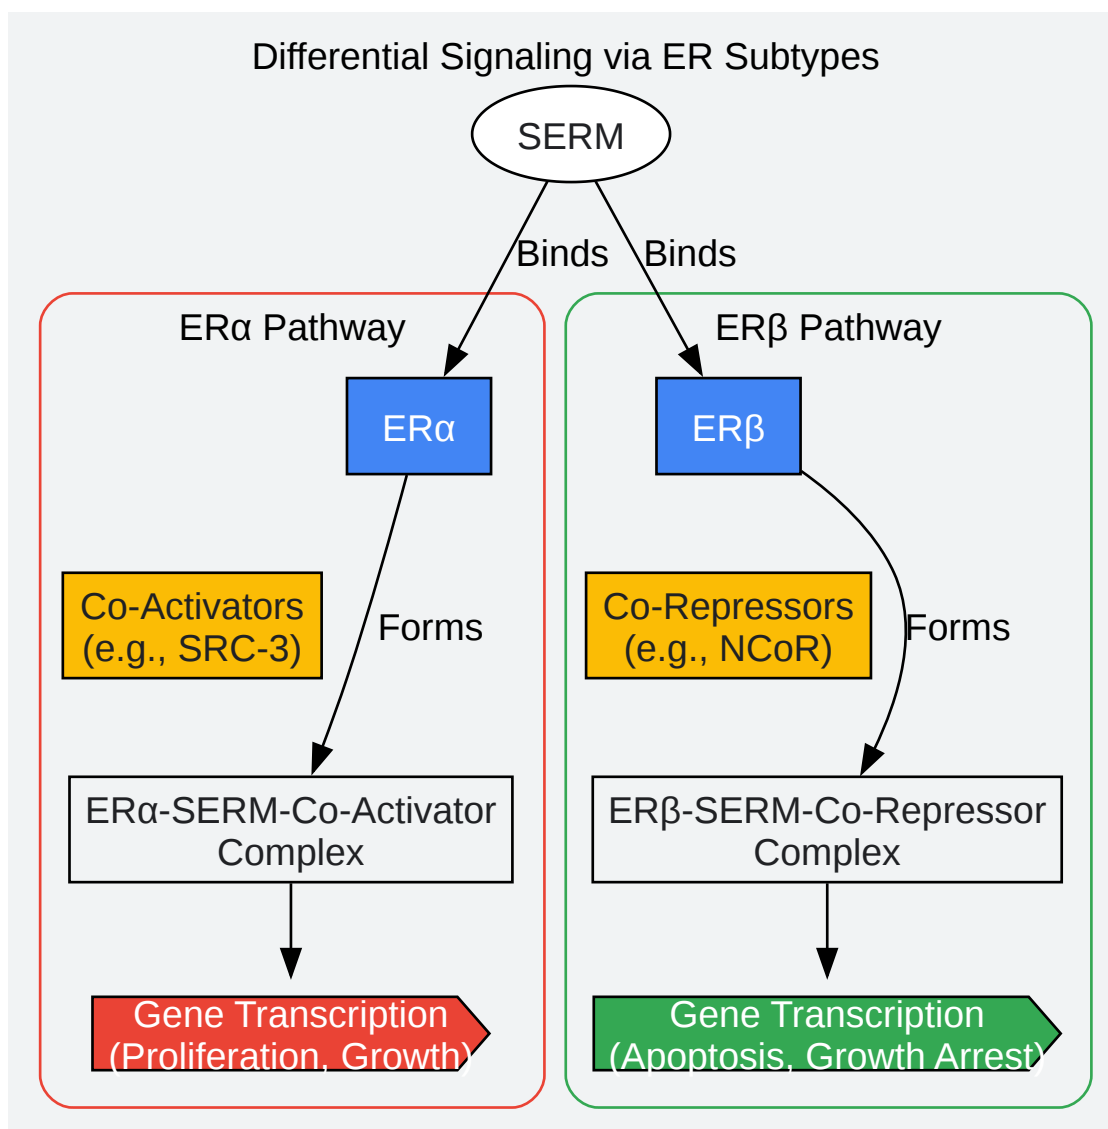 Differential Signaling via ER Subtypes
SERM
Binds
Binds
ERα Pathway
ERβ Pathway
ERα
ERβ
Co-Activators
(e.g., SRC-3)
Forms
Co-Repressors
(e.g., NCoR)
Forms
ERα-SERM-Co-Activator
Complex
ERβ-SERM-Co-Repressor
Complex
Gene Transcription
(Proliferation, Growth)
Gene Transcription
(Apoptosis, Growth Arrest)